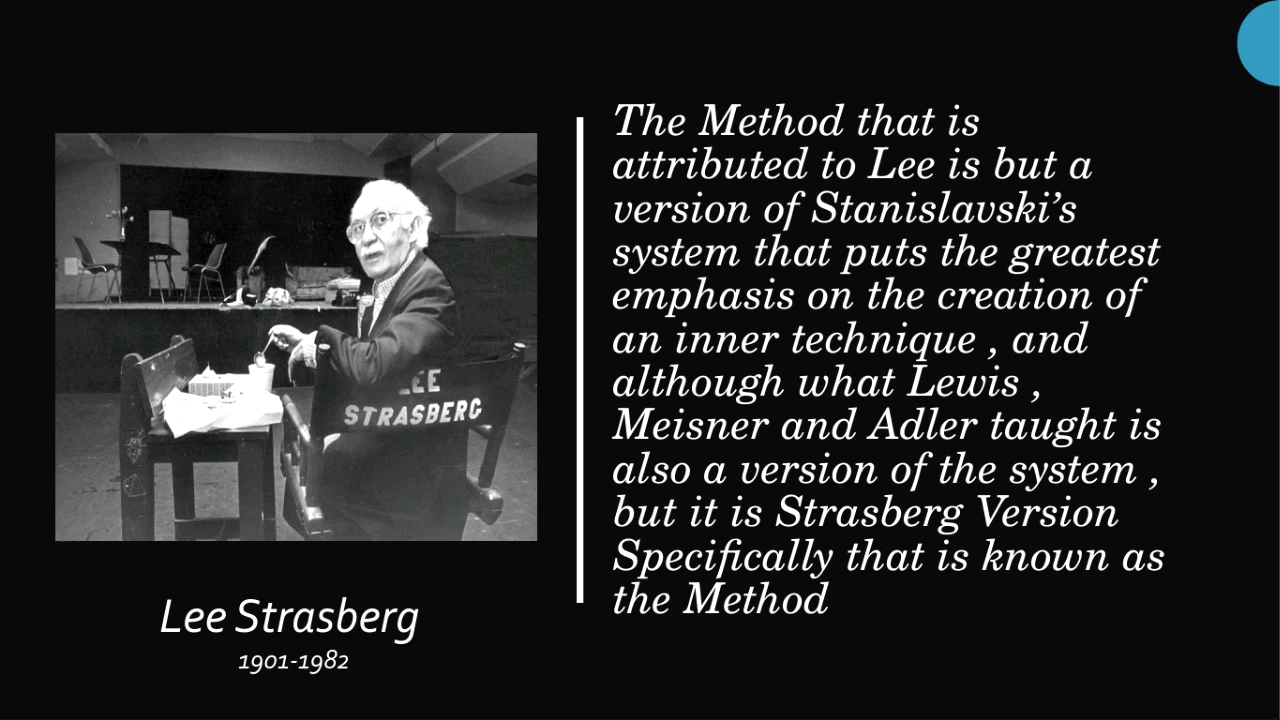 The Method that is
attributed to Lee is but a
version of Stanislavski’s
system that puts the greatest
emphasis on the creation of
an inner technique , and
although what Lewis ,
Meisner and Adler taught is
also a version of the system ,
but it is Strasberg Version
Specifically that is known as
the Method
LEE
STRASBERG
Lee Strasberg
1901-1982